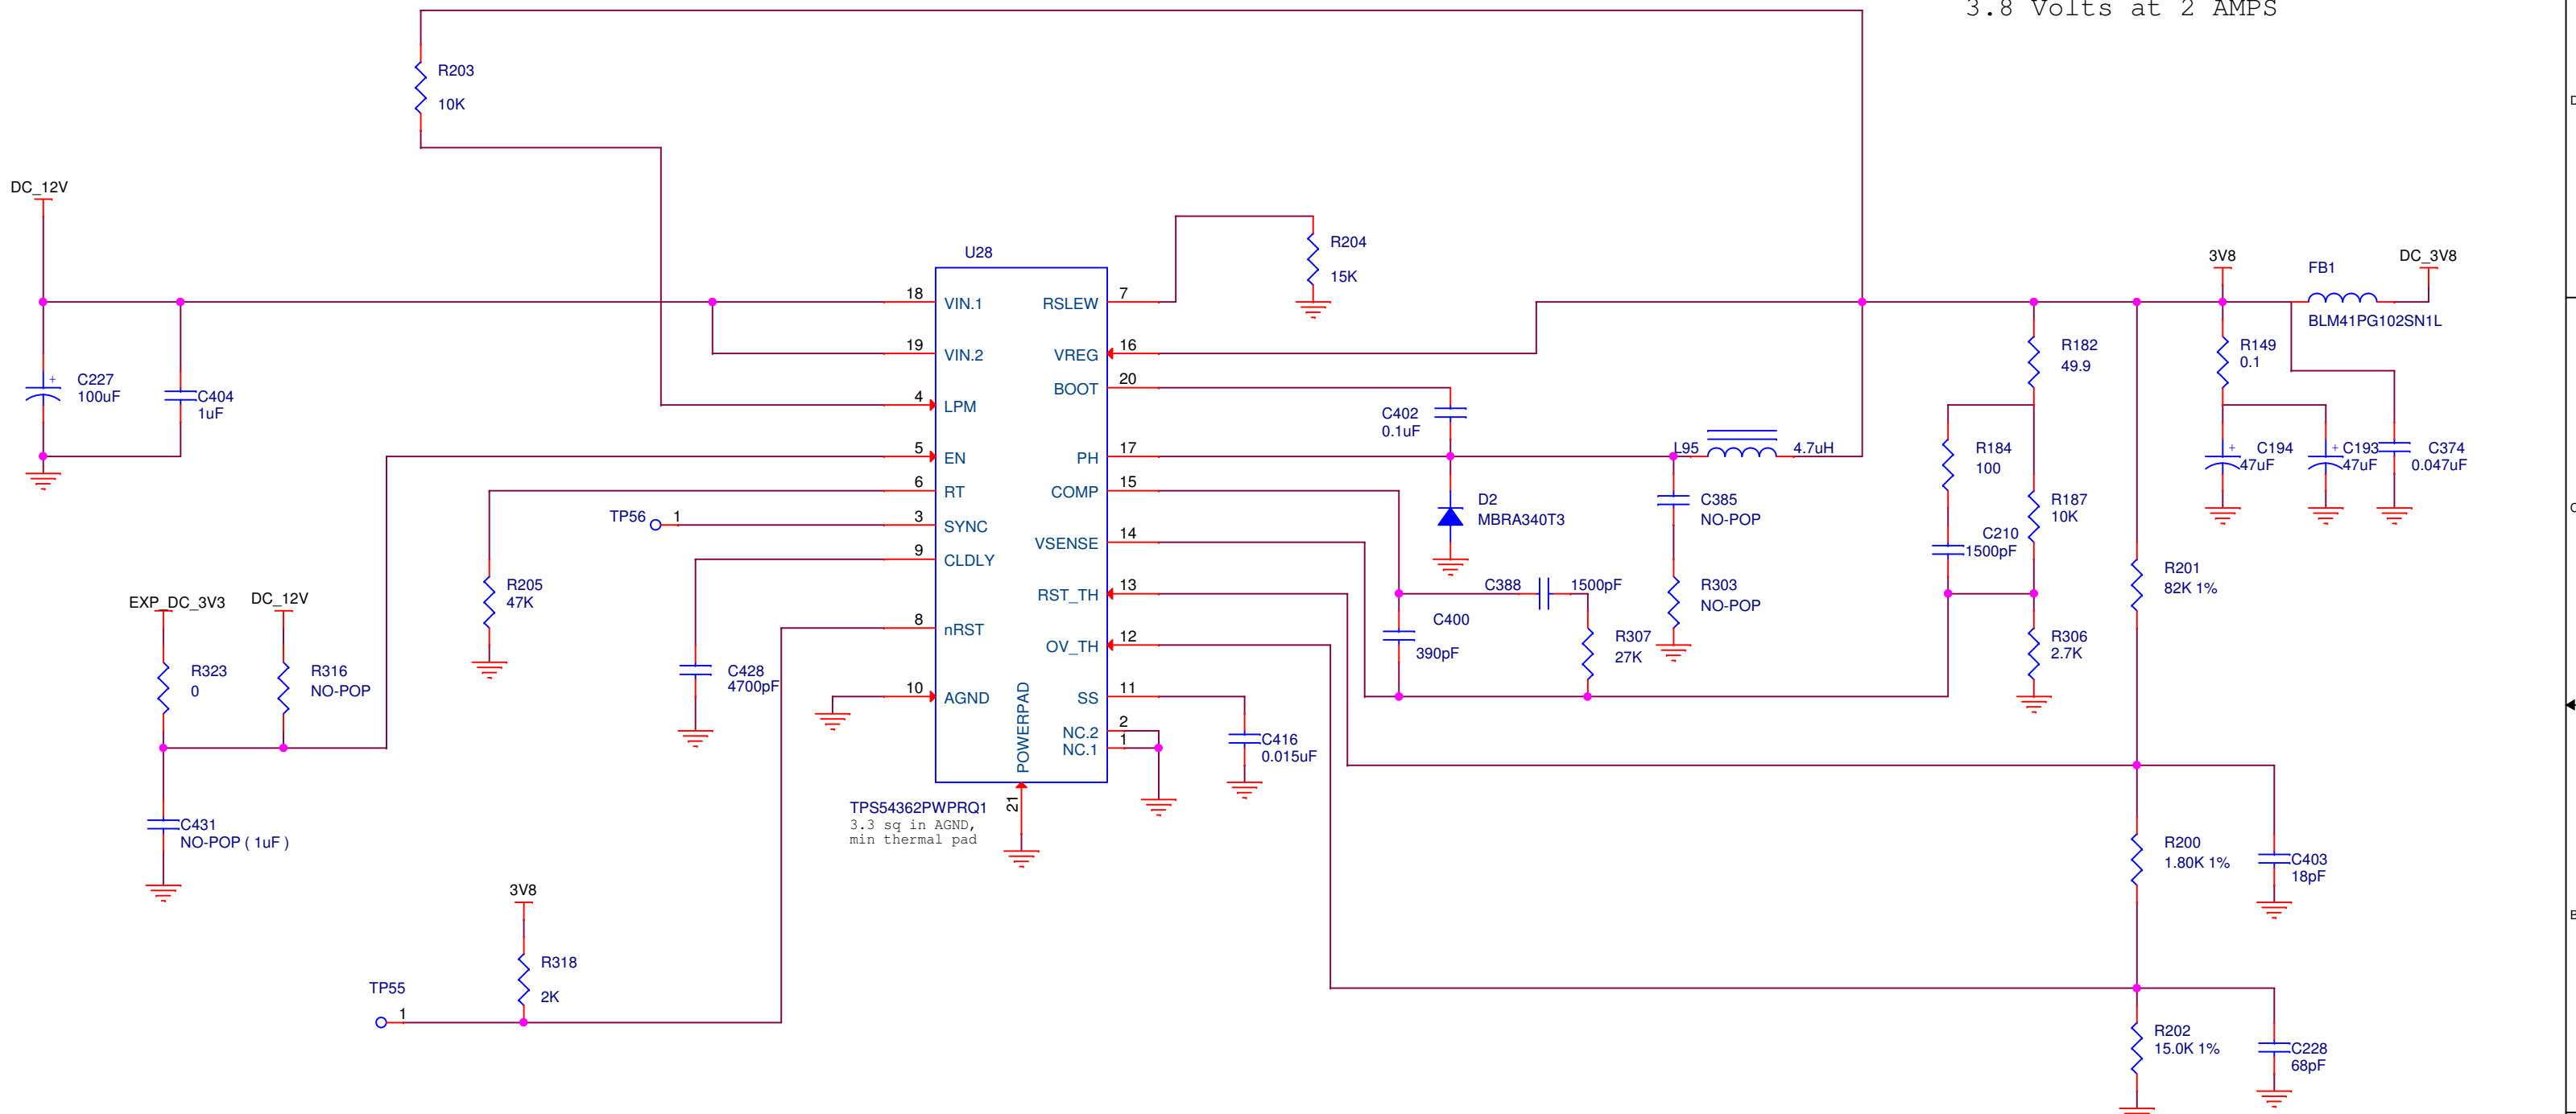 3.8 Volts at 2 AMPS
R203
10K
DC_12V
C227
100uF
C404
1uF
U28
18
VIN.1
19
VIN.2
4
LPM
5
EN
6
RT
3
SYNC
9
CLDLY
8
nRST
10
AGND
RSLEW
7
VREG
16
BOOT
20
PH
17
COMP
15
VSENSE
14
RST_TH
13
OV_TH
12
SS
11
NC.2
2
NC.1
1
POWERPAD
21
TPS54362PWPRQ1
3.3 sq in AGND,
min thermal pad
R204
15K
C402
0.1uF
L95
4.7uH
D2
MBRA340T3
C385
NO-POP
R303
NO-POP
C388
1500pF
C400
390pF
R307
27K
C416
0.015uF
TP56
1
R205
47K
C428
4700pF
EXP_DC_3V3
DC_12V
R323
0
R316
NO-POP
C431
NO-POP ( 1uF )
3V8
R318
2K
TP55
1
3V8
FB1
DC_3V8
BLM41PG102SN1L
R182
49.9
R149
0.1
R184
100
C210
1500pF
R187
10K
R306
2.7K
C194
47uF
C193
47uF
C374
0.047uF
R201
82K 1%
R200
1.80K 1%
C403
18pF
R202
15.0K 1%
C228
68pF